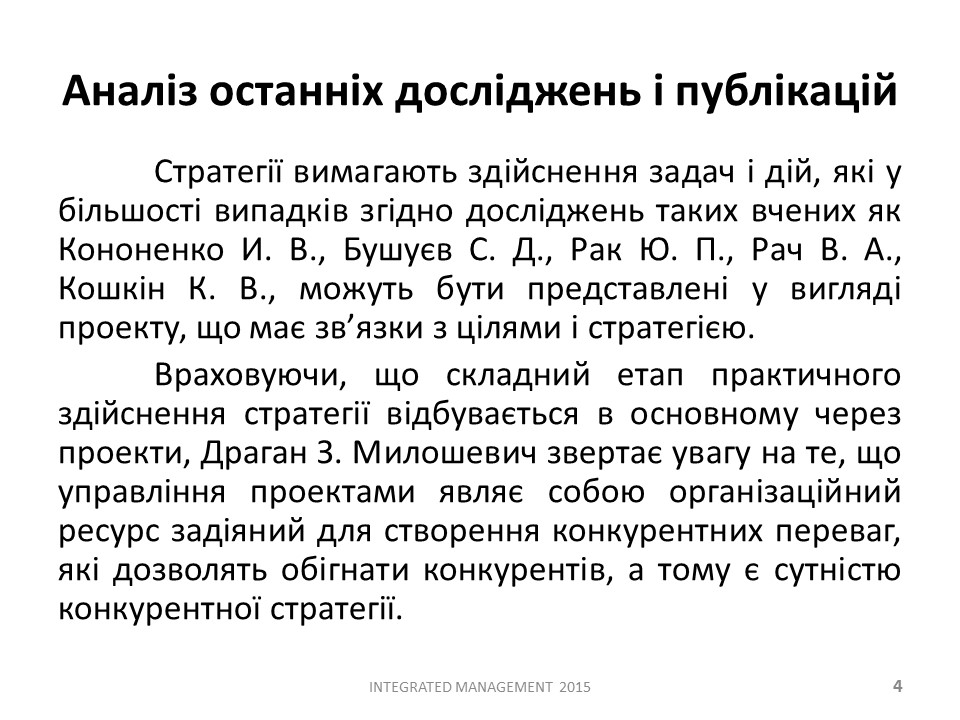 Аналіз останніх досліджень і публікацій
Стратегії вимагають здійснення задач і дій, які у
більшості випадків згідно досліджень таких вчених як
Кононенко И. В., Бушуєв С. Д., Рак Ю. П., Рач В. А.,
Кошкін К. В., можуть бути представлені у вигляді
проекту, що має зв’язки з цілями і стратегією.
Враховуючи, що складний етап практичного
здійснення стратегії відбувається в основному через
проекти, Драган З. Милошевич звертає увагу на те, що
управління проектами являє собою організаційний
ресурс задіяний для створення конкурентних переваг,
які дозволять обігнати конкурентів, а тому є сутністю
конкурентної стратегії.
INTEGRATED MANAGEMENT 2015
4